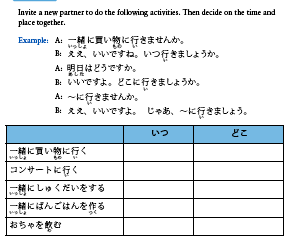 Invite a new partner to do the following activities. Then decide on the time and
place together.
Example: A: 一緒に買い物に行きませんか。
B: ええ、いいですね。いつ行きましょうか。
A: 明日はどうですか。
B: いいですよ。どこに行きましょうか。
A: ～に行きませんか。
B: ええ、いいですよ。 じゃあ、～に行きましょう。
いつ どこ
一緒に買い物に行く
コンサートに行く
一緒にしゅくだいをする
一緒にばんごはんを作る
おちゃを飲む